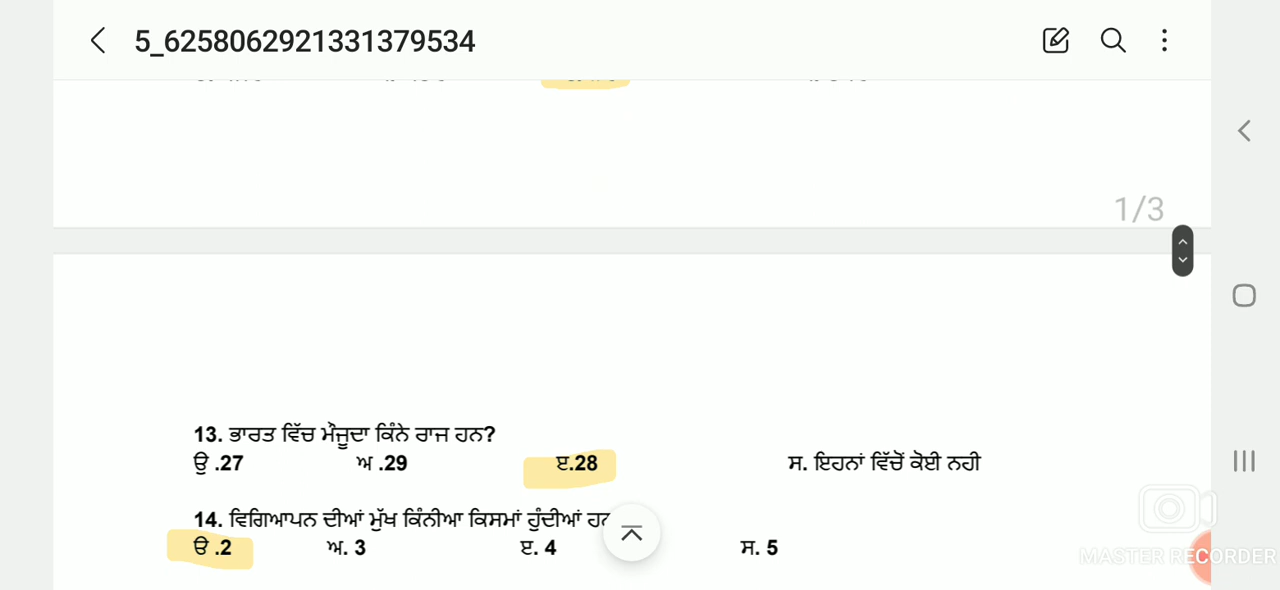 5_6258062921331379534
1/3
13. ਭਾਰਤ ਵਿੱਚ ਮੌਜੂਦਾ ਕਿੰਨੇ ਰਾਜ ਹਨ?
ਉ .27 ਅ .29 ੲ.28 ਸ. ਇਹਨਾਂ ਵਿੱਚੋਂ ਕੋਈ ਨਹੀ
14. ਵਿਗਿਆਪਨ ਦੀਆਂ ਮੁੱਖ ਕਿੰਨੀਆ ਕਿਸਮਾਂ ਹੁੰਦੀਆਂ
ੳ .2 ਅ. 3 ੲ. 4 ਸ. 5
MASTER RECORDER